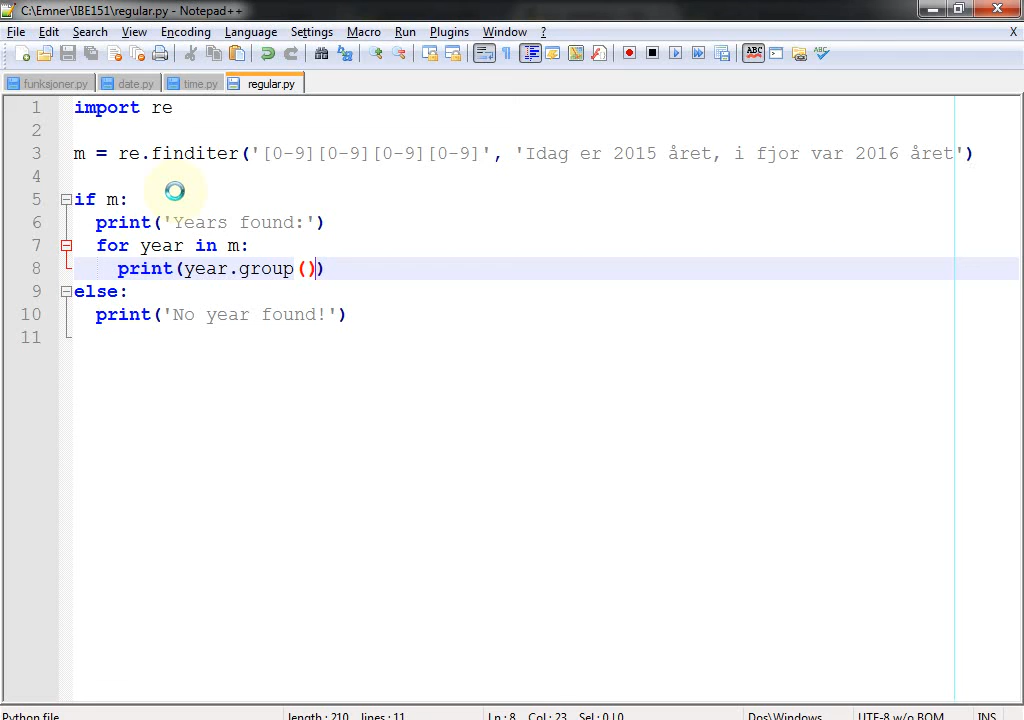 C:\Emner\IBE151\regular.py - Notepad++
File Edit Search View Encoding Language Settings Macro Run Plugins Window ? X
funksjoner.py date.py time.py regular.py
1 import re
2
3 m = re.finditer('[0-9][0-9][0-9][0-9]', 'Idag er 2015 året, i fjor var 2016 året')
4
5 if m:
6 print('Years found:')
7 for year in m:
8 print(year.group())
9 else:
10 print('No year found!')
11
Python file length : 210 lines : 11 Ln : 8 Col : 23 Sel : 0 | 0 Dos\Windows UTF-8 w/o BOM INS